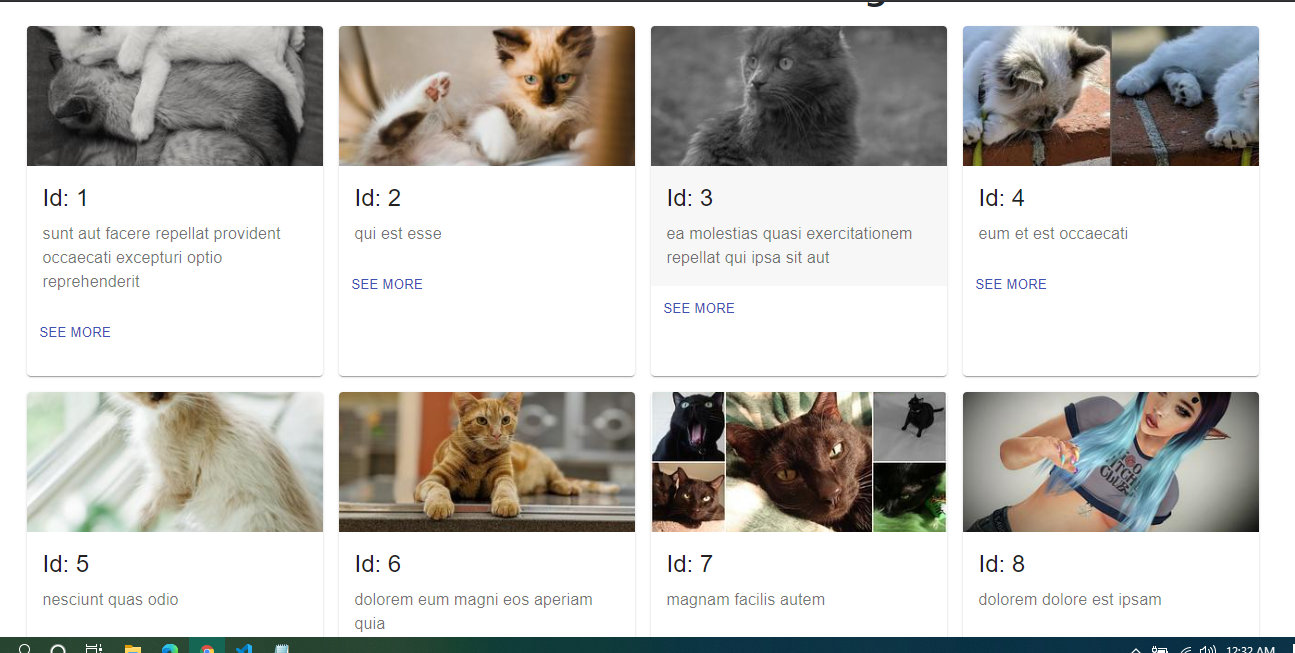 Id: 1
sunt aut facere repellat provident
occaecati excepturi optio
reprehenderit
SEE MORE
Id: 2
qui est esse
SEE MORE
Id: 3
ea molestias quasi exercitationem
repellat qui ipsa sit aut
SEE MORE
Id: 4
eum et est occaecati
SEE MORE
Id: 5
nesciunt quas odio
Id: 6
dolorem eum magni eos aperiam
quia
Id: 7
magnam facilis autem
Id: 8
dolorem dolore est ipsam
12:32 AM